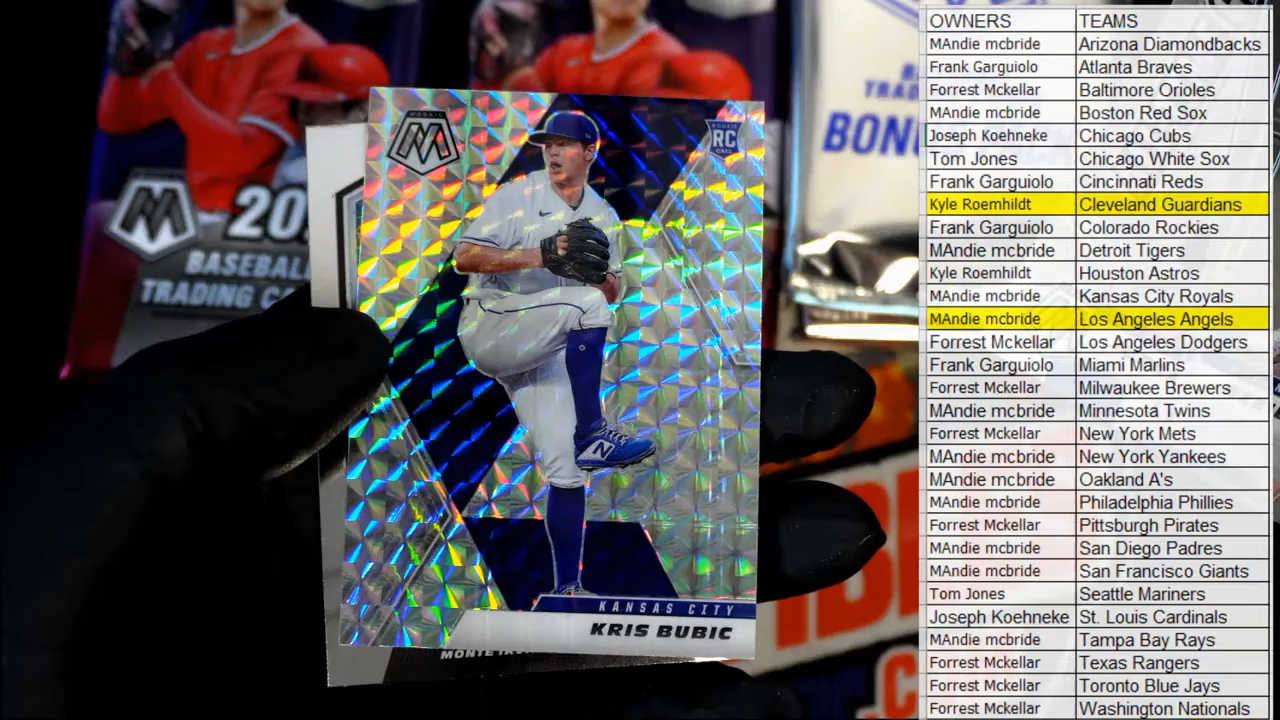 OWNERS TEAMS
MAndie mcbride Arizona Diamondbacks
Frank Garguiolo Atlanta Braves
Forrest Mckellar Baltimore Orioles
MAndie mcbride Boston Red Sox
Joseph Koehneke Chicago Cubs
Tom Jones Chicago White Sox
Frank Garguiolo Cincinnati Reds
Kyle Roemhildt Cleveland Guardians
Frank Garguiolo Colorado Rockies
MAndie mcbride Detroit Tigers
Kyle Roemhildt Houston Astros
MAndie mcbride Kansas City Royals
MAndie mcbride Los Angeles Angels
Forrest Mckellar Los Angeles Dodgers
Frank Garguiolo Miami Marlins
Forrest Mckellar Milwaukee Brewers
MAndie mcbride Minnesota Twins
Forrest Mckellar New York Mets
MAndie mcbride New York Yankees
MAndie mcbride Oakland A's
MAndie mcbride Philadelphia Phillies
Forrest Mckellar Pittsburgh Pirates
MAndie mcbride San Diego Padres
MAndie mcbride San Francisco Giants
Tom Jones Seattle Mariners
Joseph Koehneke St. Louis Cardinals
MAndie mcbride Tampa Bay Rays
Forrest Mckellar Texas Rangers
Forrest Mckellar Toronto Blue Jays
Forrest Mckellar Washington Nationals
MOSAIC
M
ROOKIE
RC
CARD
N
KANSAS CITY
KRIS BUBIC
MONTE
M
20
BASEBALL
TRADING
BON